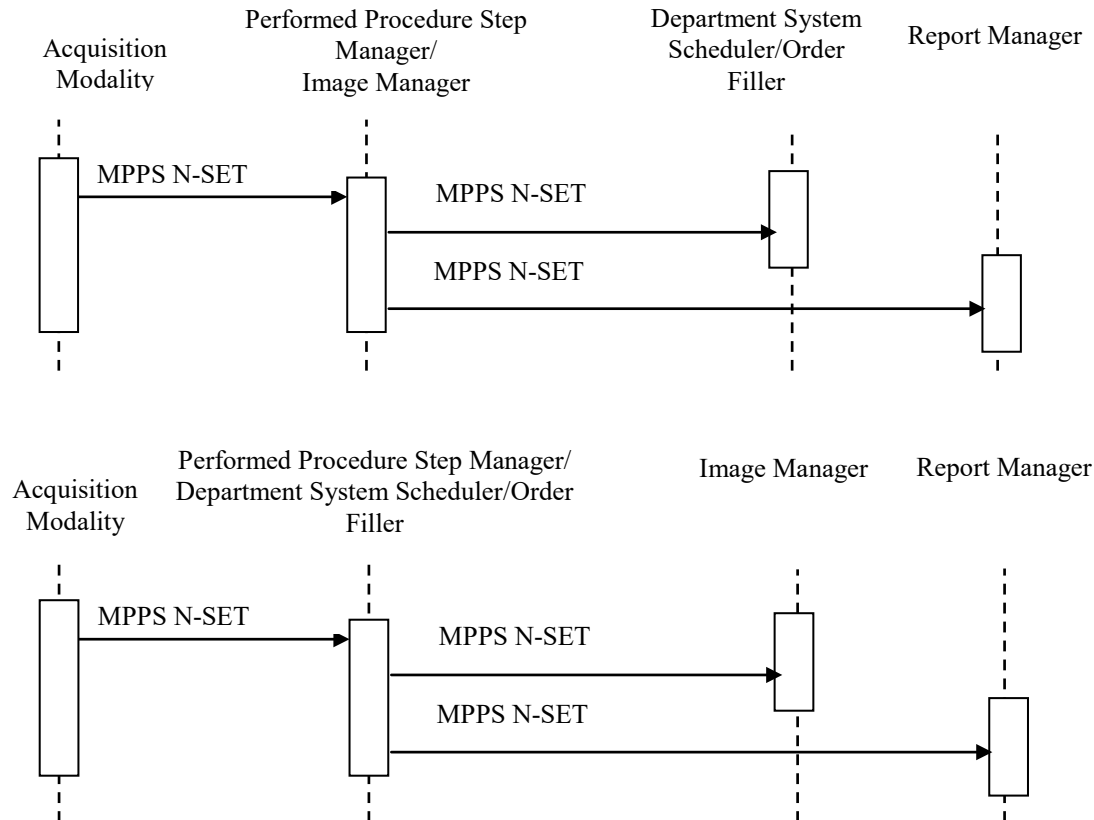 Acquisition
Modality
Performed Procedure Step
Manager/
Image Manager
Department System
Scheduler/Order
Filler
Report Manager
MPPS N-SET
MPPS N-SET
MPPS N-SET
Acquisition
Modality
Performed Procedure Step Manager/
Department System Scheduler/Order
Filler
Image Manager
Report Manager
MPPS N-SET
MPPS N-SET
MPPS N-SET